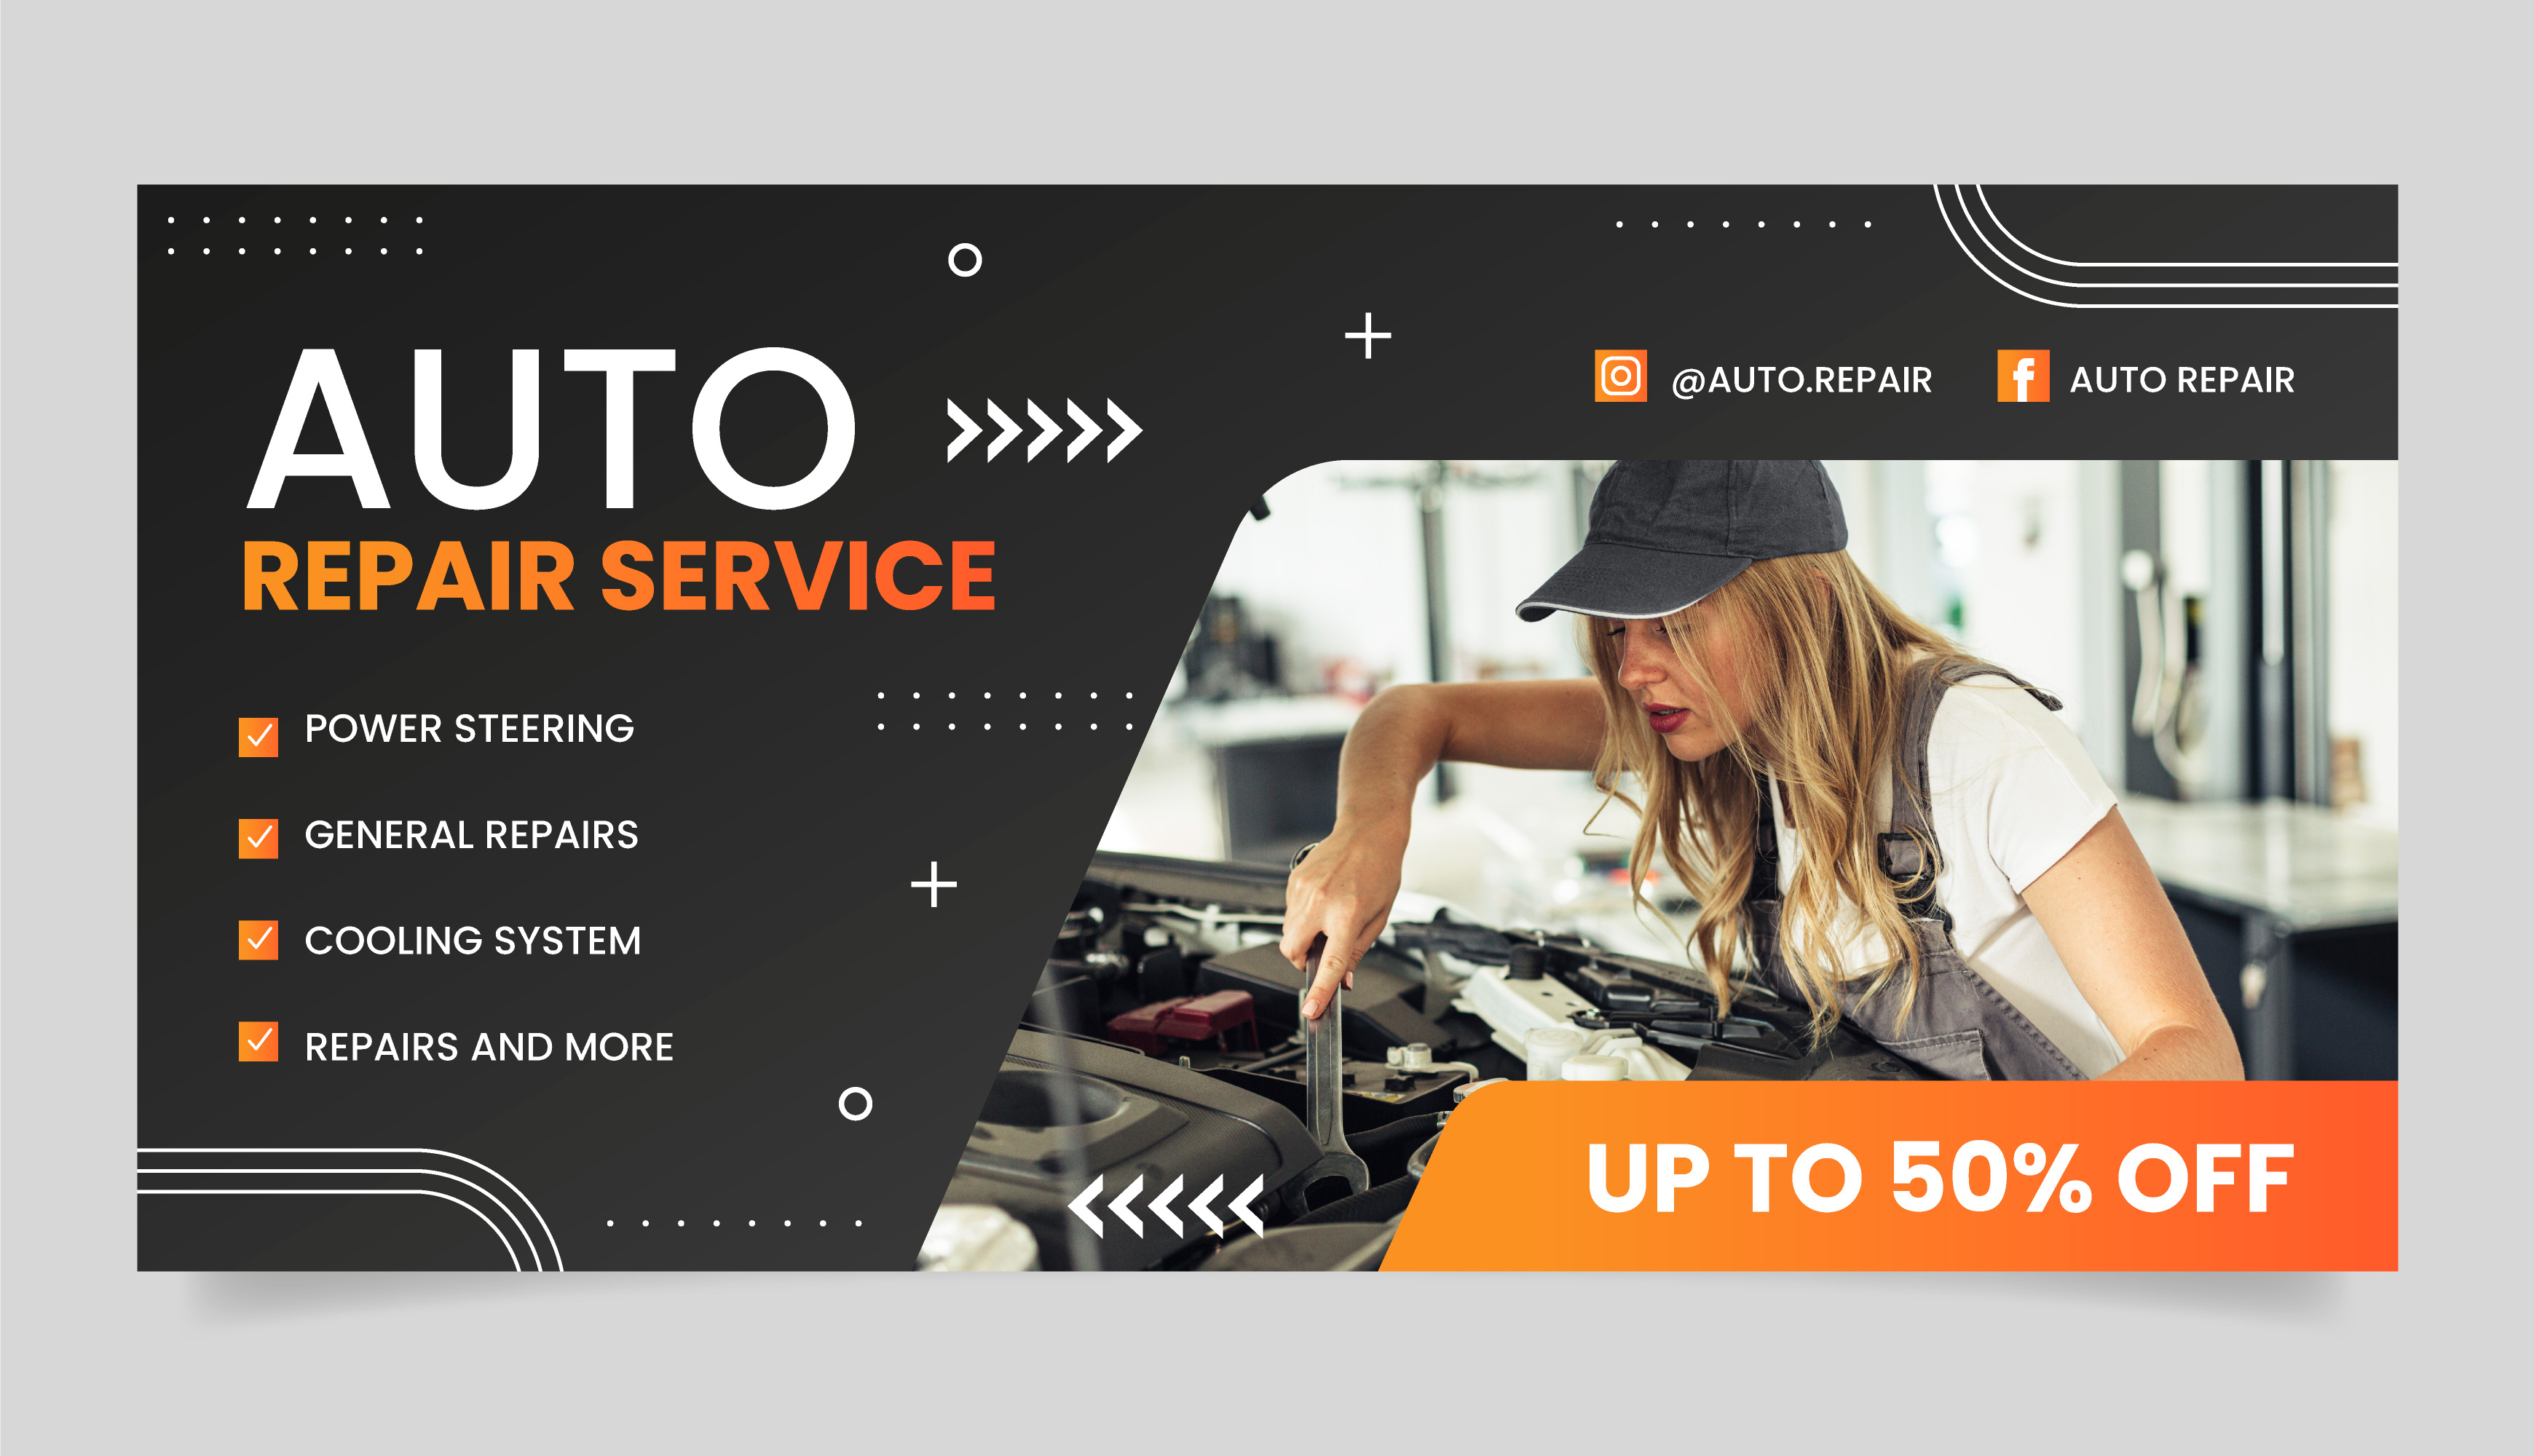 AUTO
REPAIR SERVICE
POWER STEERING
GENERAL REPAIRS
COOLING SYSTEM
REPAIRS AND MORE
@AUTO.REPAIR
AUTO REPAIR
UP TO 50% OFF